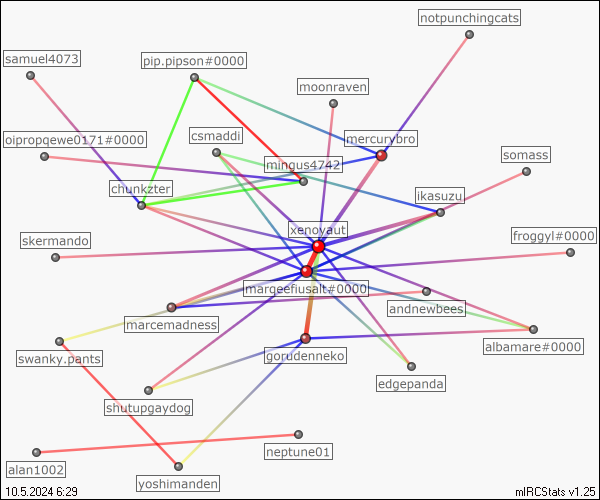 notpunchingcats
samuel4073
pip.pipson#0000
moonraven
csmaddi
mercurybro
oipropqewe0171#0000
mingus4742
somass
chunkzter
ikasuzu
xenoyaut
skermando
froggyl#0000
marqeefiusalt#0000
andnewbees
marcemadness
albamare#0000
swanky.pants
gorudenneko
edgepanda
shutupgaydog
neptune01
alan1002
yoshimanden
10.5.2024 6:29
mIRCStats v1.25